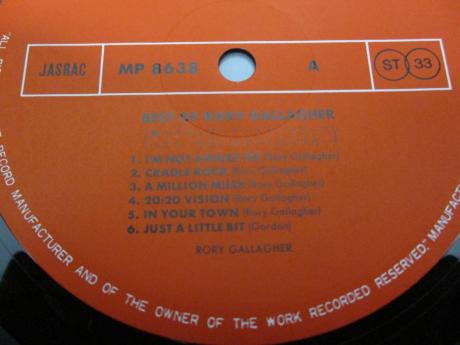 JASRAC MP 8638 A ST 33
BEST OF RORY GALLAGHER
1. I'M NOT AWAKE YET (Rory Gallagher)
2. CRADLE ROCK (Rory Gallagher)
3. A MILLION MILES (Rory Gallagher)
4. 20:20 VISION (Rory Gallagher)
5. IN YOUR TOWN (Rory Gallagher)
6. JUST A LITTLE BIT (Gordon)
RORY GALLAGHER
RECORD MANUFACTURER AND OF THE OWNER OF THE WORK RECORDED RESERVED."
"ALL